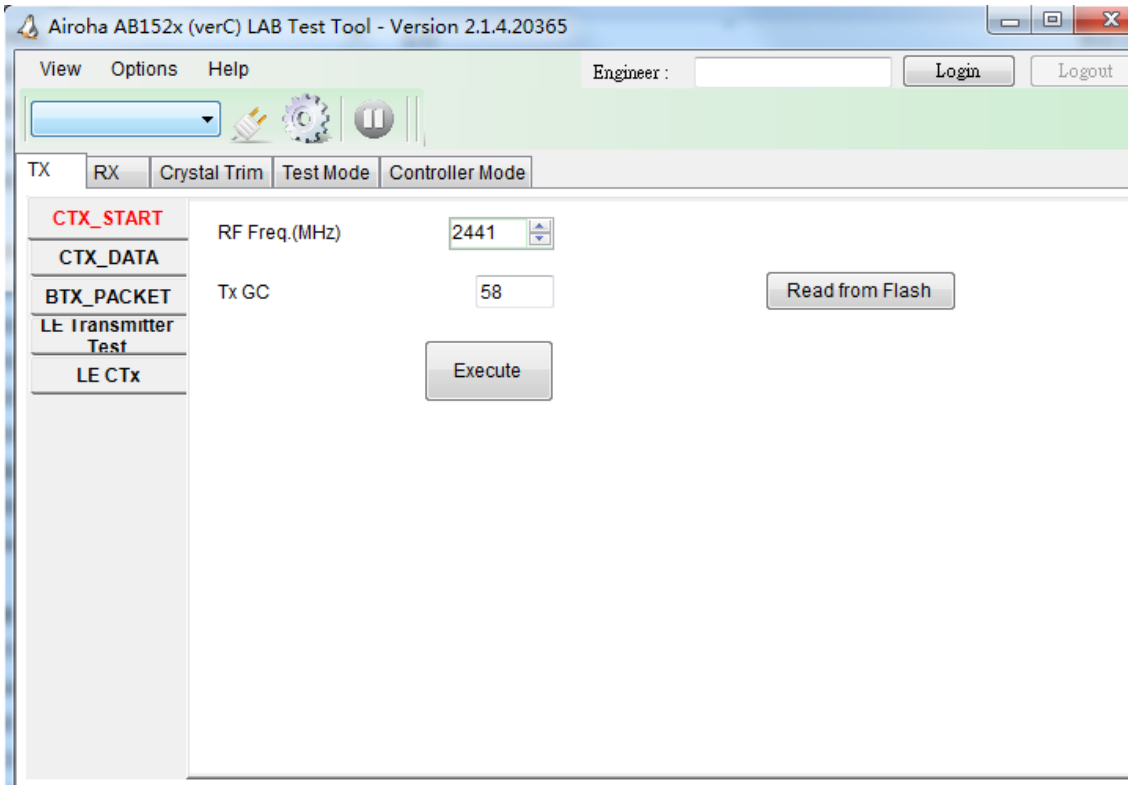 Airoha AB152x (verC) LAB Test Tool - Version 2.1.4.20365
View Options Help Engineer : Login Logout
TX RX Crystal Trim Test Mode Controller Mode
CTX_START
CTX_DATA
BTX_PACKET
LE Transmitter
Test
LE CTx
RF Freq.(MHz) 2441
Tx GC 58 Read from Flash
Execute